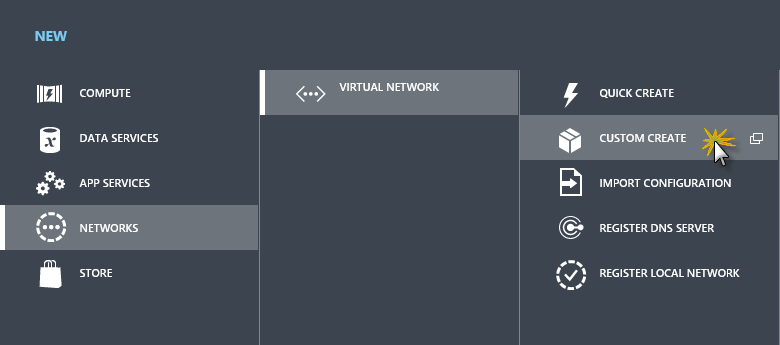 NEW
COMPUTE
DATA SERVICES
APP SERVICES
NETWORKS
STORE
VIRTUAL NETWORK
QUICK CREATE
CUSTOM CREATE
IMPORT CONFIGURATION
REGISTER DNS SERVER
REGISTER LOCAL NETWORK